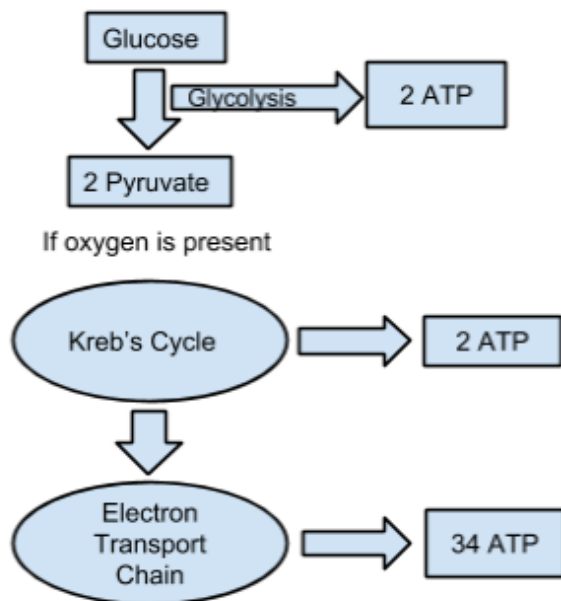 Glucose
Glycolysis
2 ATP
2 Pyruvate
If oxygen is present
Kreb's Cycle
2 ATP
Electron
Transport
Chain
34 ATP